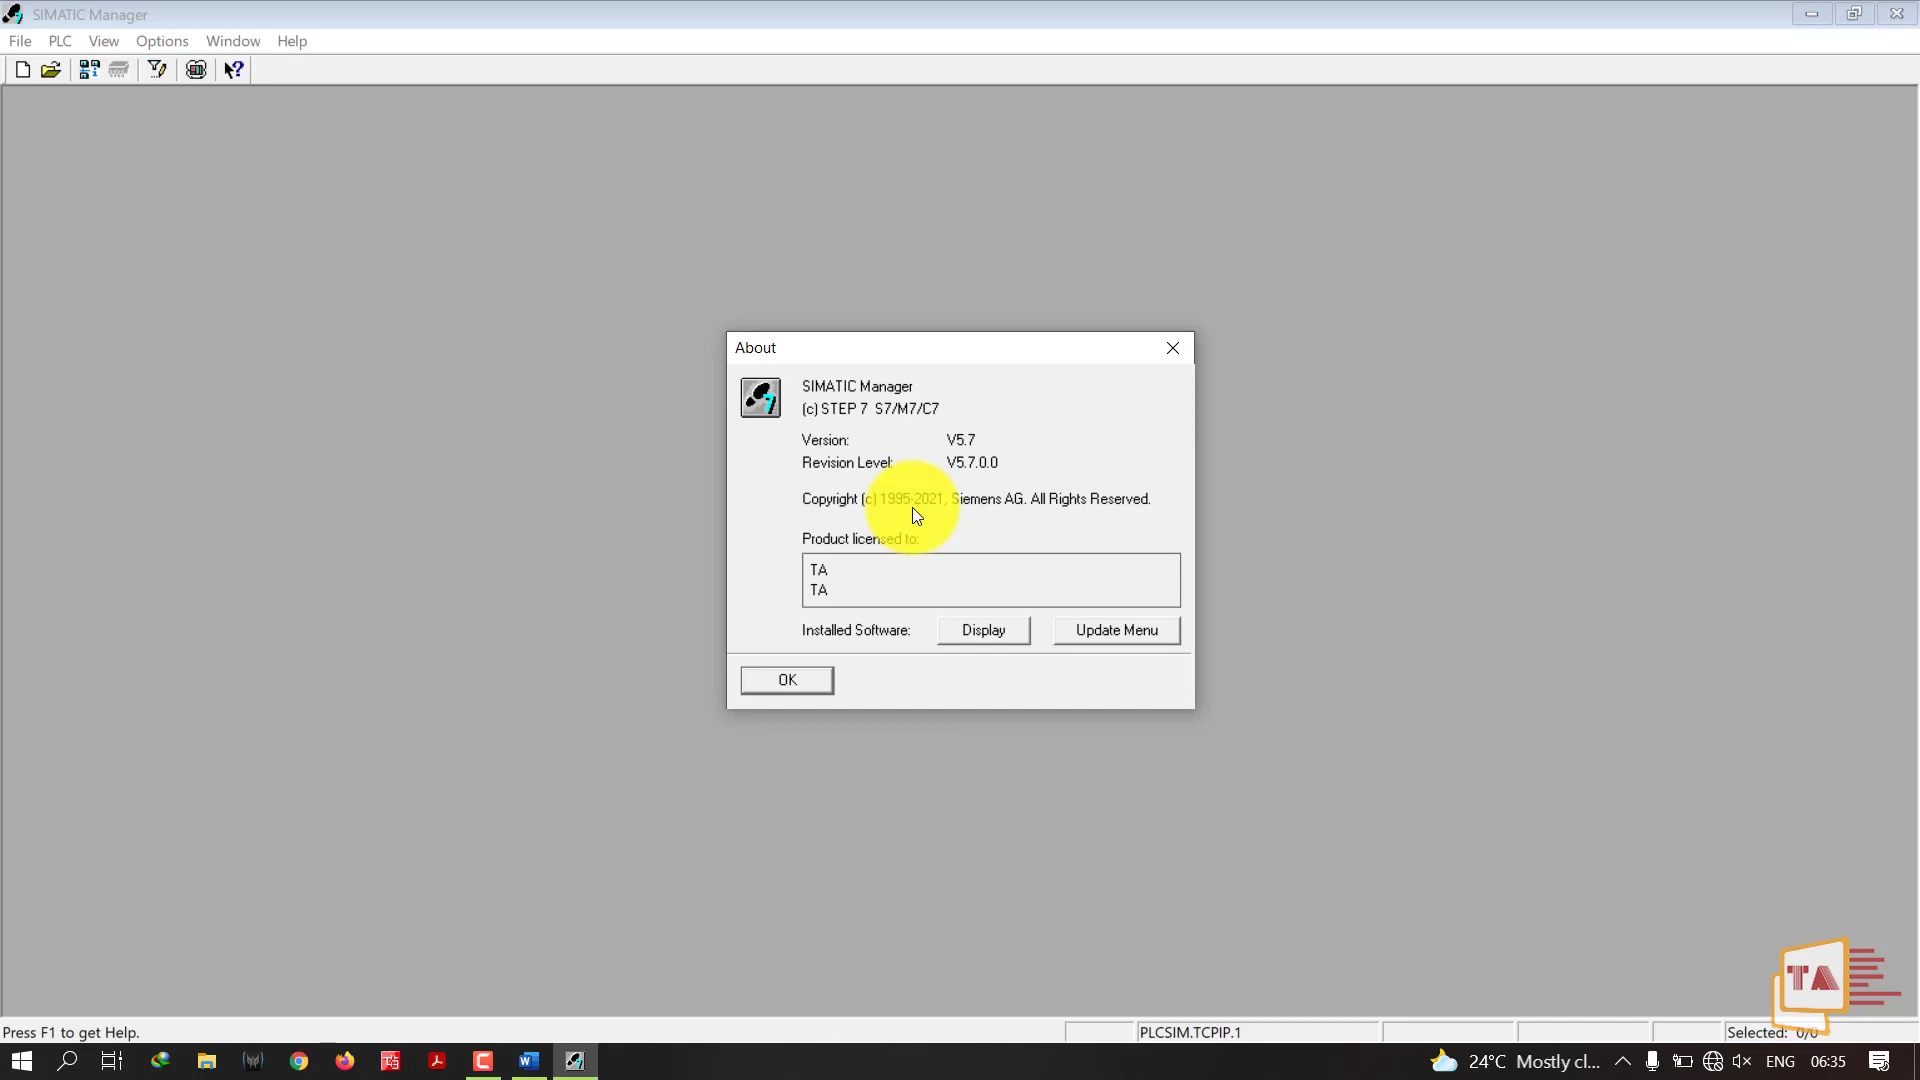 SIMATIC Manager
File PLC View Options Window Help
About
SIMATIC Manager
(c) STEP 7 S7/M7/C7
Version: V5.7
Revision Level: V5.7.0.0
Copyright (c) 1995-2021, Siemens AG. All Rights Reserved.
Product licensed to:
TA
TA
Installed Software: Display Update Menu
OK
TA
Press F1 to get Help. PLCSIM.TCPIP.1 Selected: 0/0
24°C Mostly cl... ENG 06:35